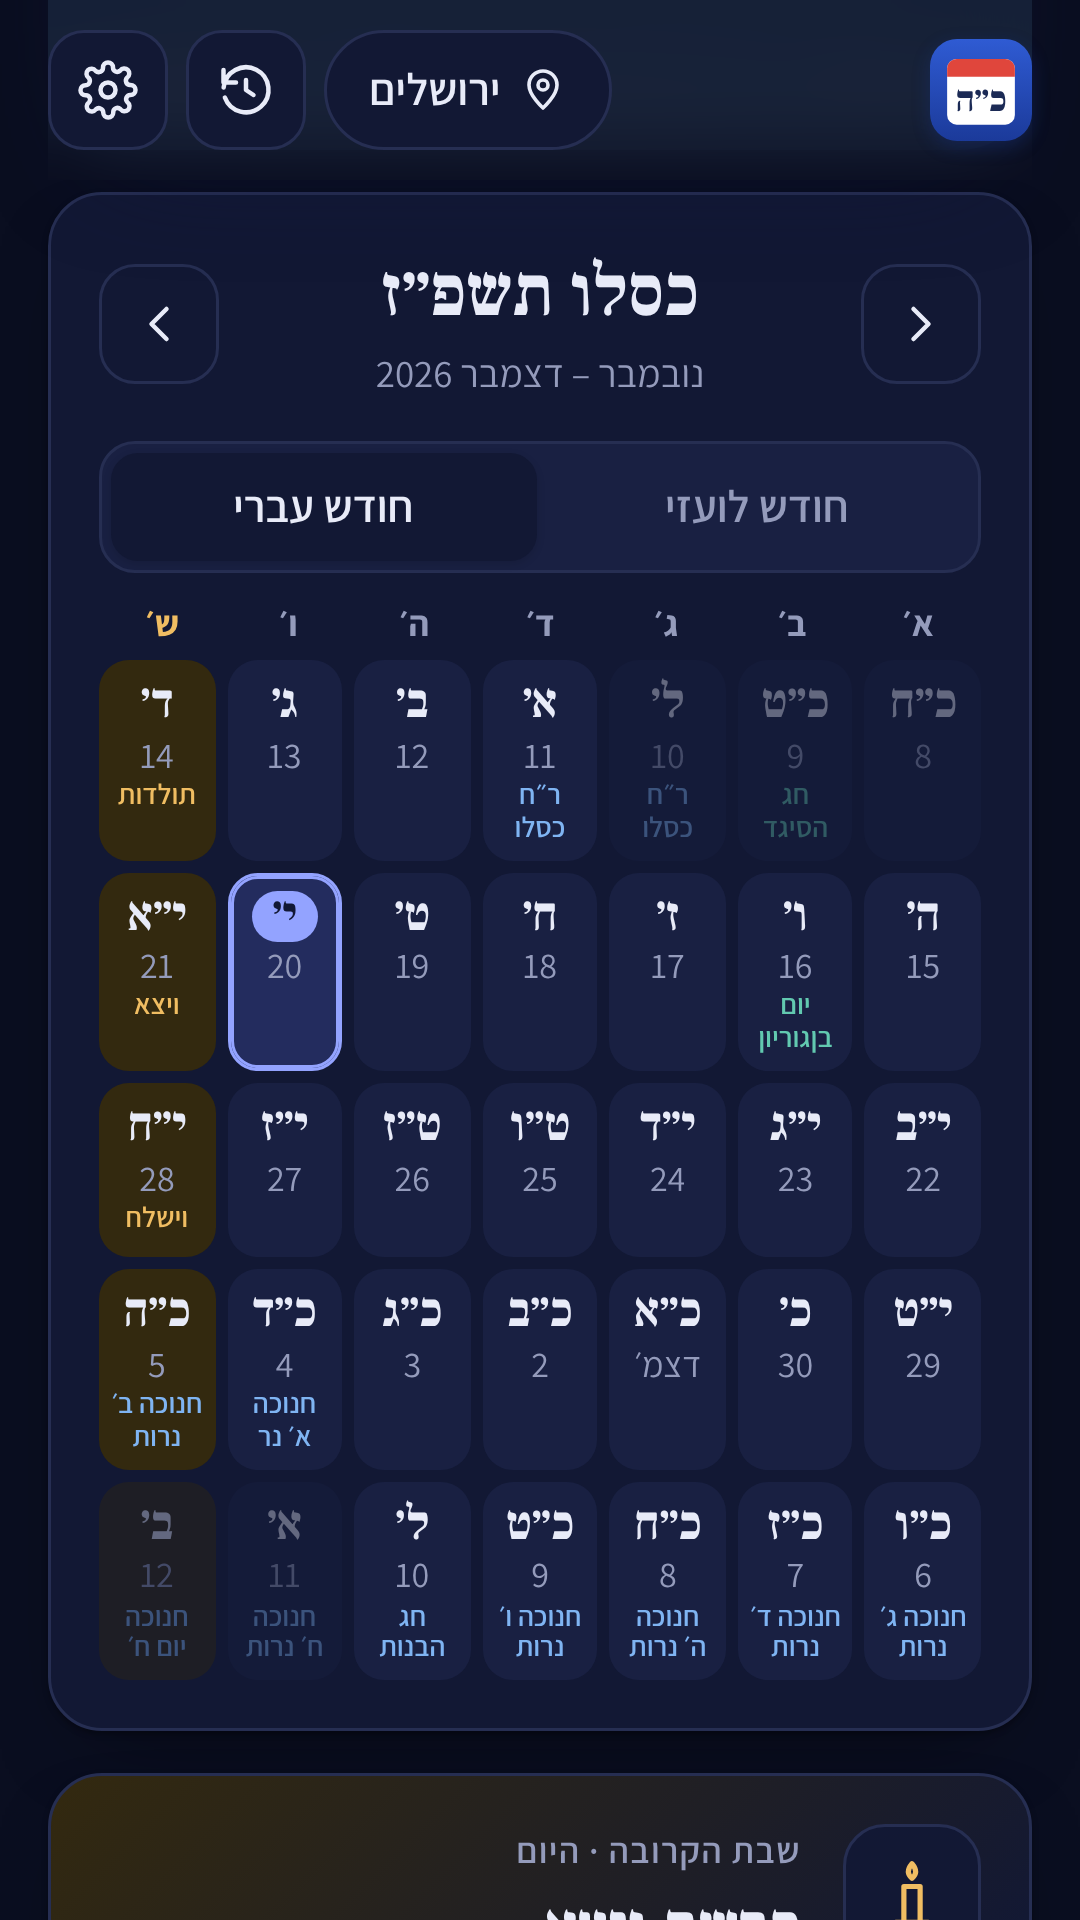 כ״ה
ירושלים
כסלו תשפ״ז
נובמבר – דצמבר 2026
חודש לועזי
חודש עברי
א׳ ב׳ ג׳ ד׳ ה׳ ו׳ ש׳
כ״ח כ״ט ל׳ א׳ ב׳ ג׳ ד׳
8 9 10 11 12 13 14
חג ר״ח ר״ח תולדות
הסיגד כסלו כסלו
ה׳ ו׳ ז׳ ח׳ ט׳ י׳ י״א
15 16 17 18 19 20 21
יום ויצא
בןגוריון
י״ב י״ג י״ד ט״ו ט״ז י״ז י״ח
22 23 24 25 26 27 28
וישלח
י״ט כ׳ כ״א כ״ב כ״ג כ״ד כ״ה
29 30 דצמ׳ 2 3 4 5
חנוכה חנוכה ב׳
א׳ נר נרות
כ״ו כ״ז כ״ח כ״ט ל׳ א׳ ב׳
6 7 8 9 10 11 12
חנוכה ג׳ חנוכה ד׳ חנוכה חנוכה ו׳ חג חנוכה חנוכה
נרות נרות ה׳ נרות נרות הבנות ח׳ נרות יום ח׳
שבת הקרובה · היום